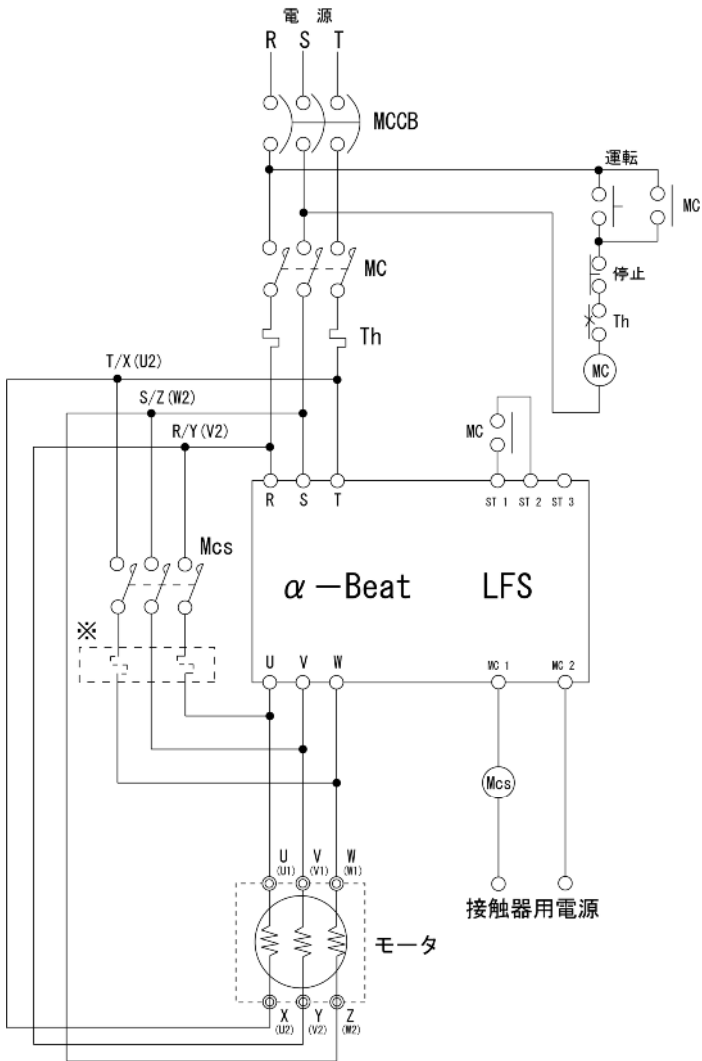 電 源
R S T
MCCB
運転
MC
停止
MC
Th
Th
T/X(U2)
MC
S/Z(W2)
R/Y(V2)
MC
R S T
ST 1 ST 2 ST 3
Mcs
α－Beat LFS
※
U V W
MC 1 MC 2
Mcs
U V W
(U1) (V1) (W1)
接触器用電源
モータ
X Y Z
(U2) (V2) (W2)